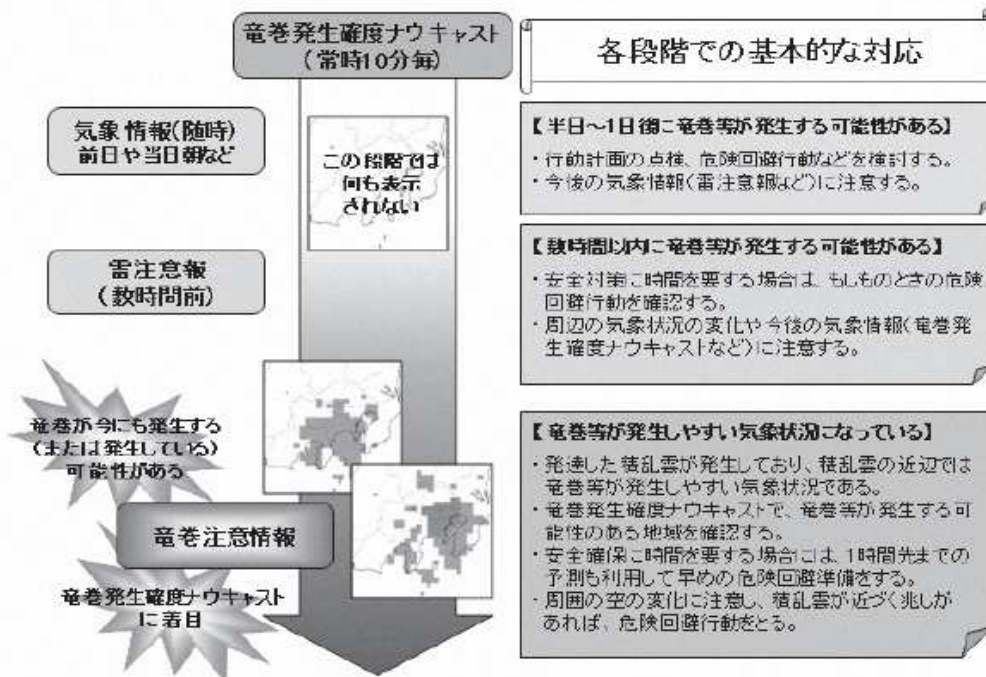 竜巻発生確度ナウキャスト
(常時10分毎)
各段階での基本的な対応
気象情報(随時)
前日や当日朝など
この段階では
何も表示
されない
【半日～1日後に竜巻等が発生する可能性がある】
・行動計画の点検、危険回避行動などを検討する。
・今後の気象情報(雷注意報など)に注意する。
雷注意報
(数時間前)
【数時間以内に竜巻等が発生する可能性がある】
・安全対策に時間を要する場合は、もしものときの危険
回避行動を確認する。
・周辺の気象状況の変化や今後の気象情報(竜巻発
生確度ナウキャストなど)に注意する。
竜巻が今にも発生する
(または発生している)
可能性がある
竜巻注意情報
竜巻発生確度ナウキャスト
に着目
【竜巻等が発生しやすい気象状況になっている】
・発達した積乱雲が発生しており、積乱雲の近辺では
竜巻等が発生しやすい気象状況である。
・竜巻発生確度ナウキャストで、竜巻等が発生する可
能性のある地域を確認する。
・安全確保に時間を要する場合には、1時間先までの
予測も利用して早めの危険回避準備をする。
・周囲の空の変化に注意し、積乱雲が近づく兆しが
あれば、危険回避行動をとる。